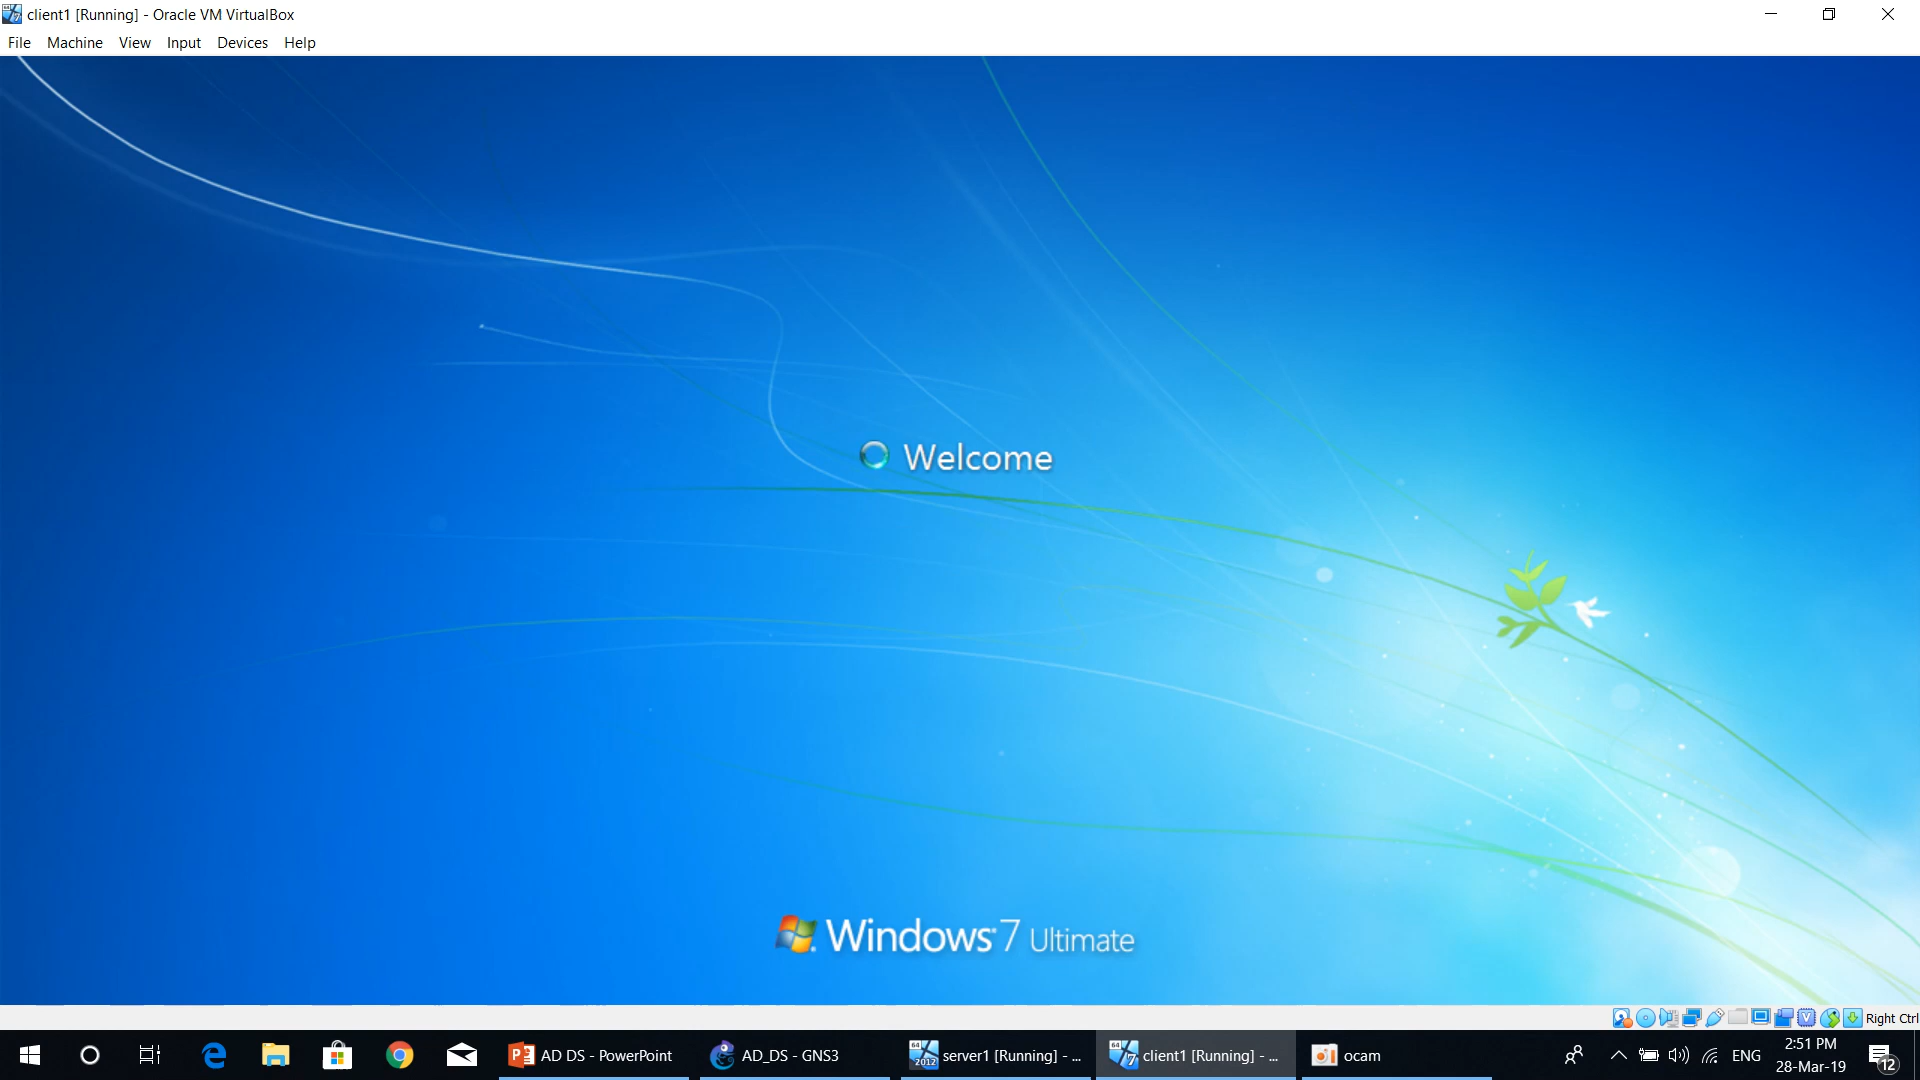 client1 [Running] - Oracle VM VirtualBox
File Machine View Input Devices Help
Welcome
Windows 7 Ultimate
Right Ctrl
AD DS - PowerPoint
AD_DS - GNS3
server1 [Running] - ...
client1 [Running] - ...
ocam
ENG
2:51 PM
28-Mar-19
12